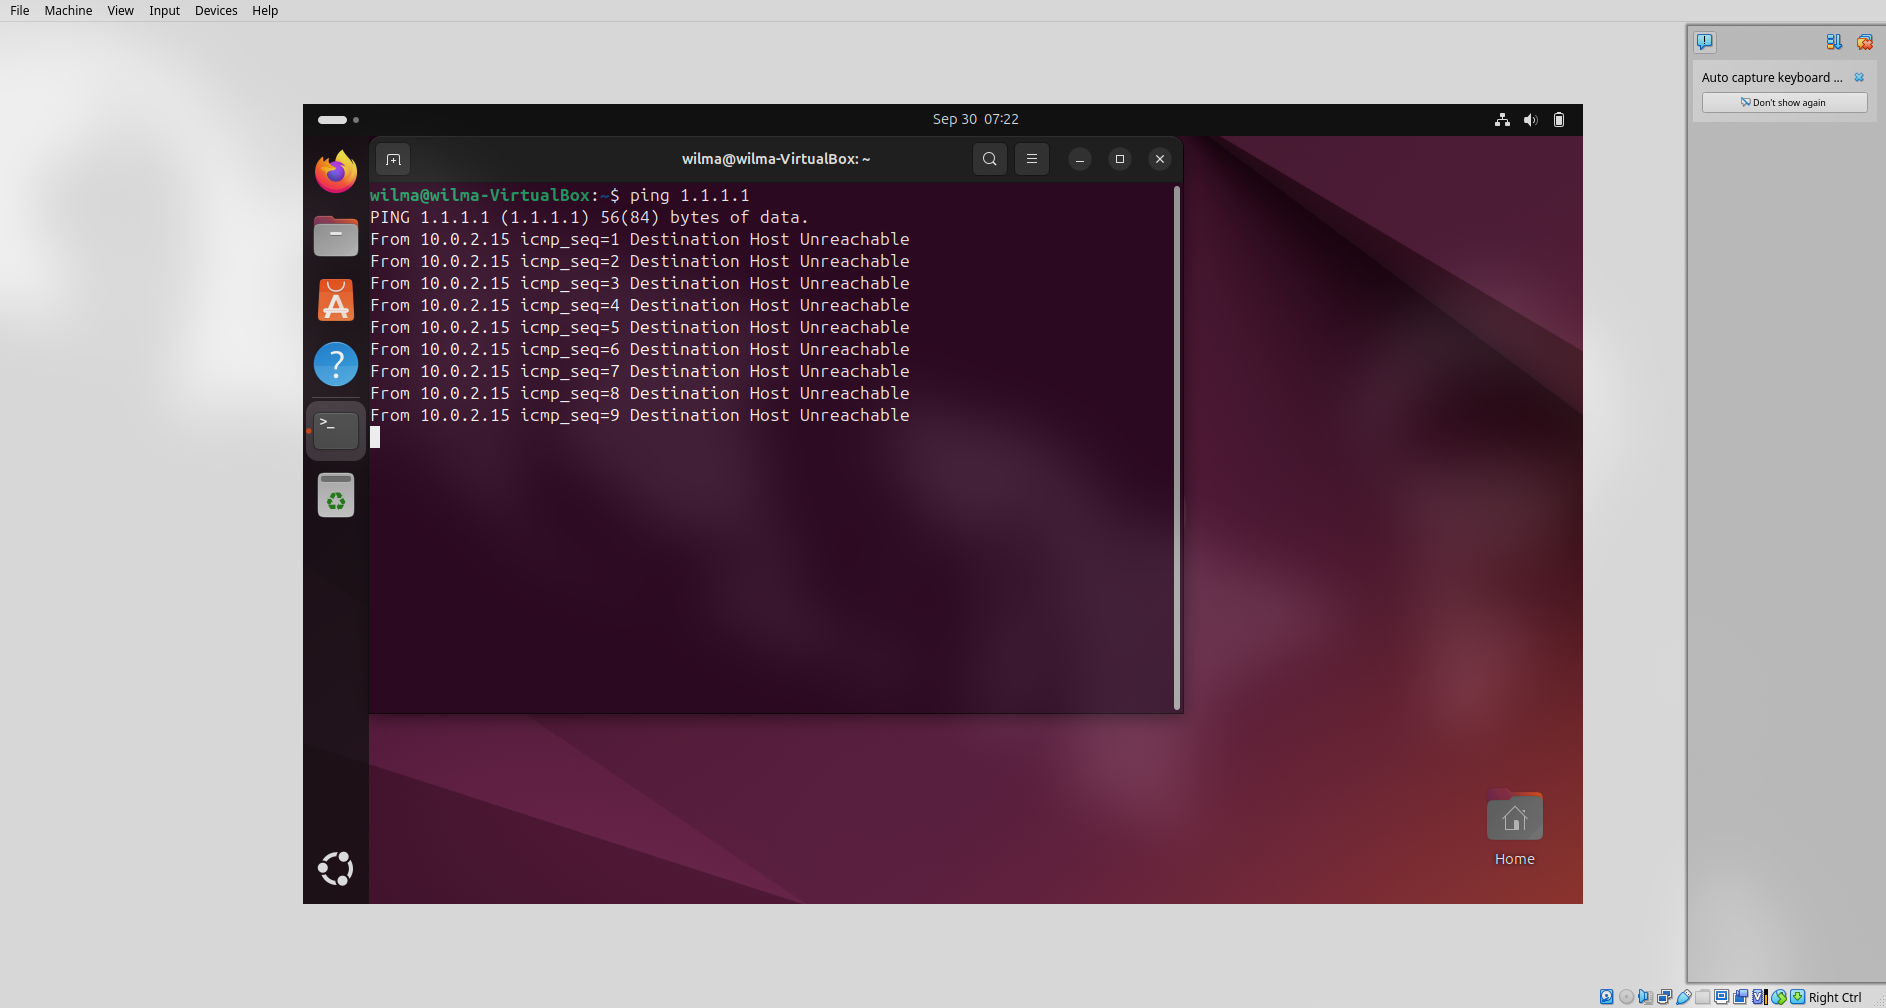 File Machine View Input Devices Help
Auto capture keyboard ...
Don't show again
Sep 30 07:22
wilma@wilma-VirtualBox: ~
wilma@wilma-VirtualBox:~$ ping 1.1.1.1
PING 1.1.1.1 (1.1.1.1) 56(84) bytes of data.
From 10.0.2.15 icmp_seq=1 Destination Host Unreachable
From 10.0.2.15 icmp_seq=2 Destination Host Unreachable
From 10.0.2.15 icmp_seq=3 Destination Host Unreachable
From 10.0.2.15 icmp_seq=4 Destination Host Unreachable
From 10.0.2.15 icmp_seq=5 Destination Host Unreachable
From 10.0.2.15 icmp_seq=6 Destination Host Unreachable
From 10.0.2.15 icmp_seq=7 Destination Host Unreachable
From 10.0.2.15 icmp_seq=8 Destination Host Unreachable
From 10.0.2.15 icmp_seq=9 Destination Host Unreachable
Home
Right Ctrl